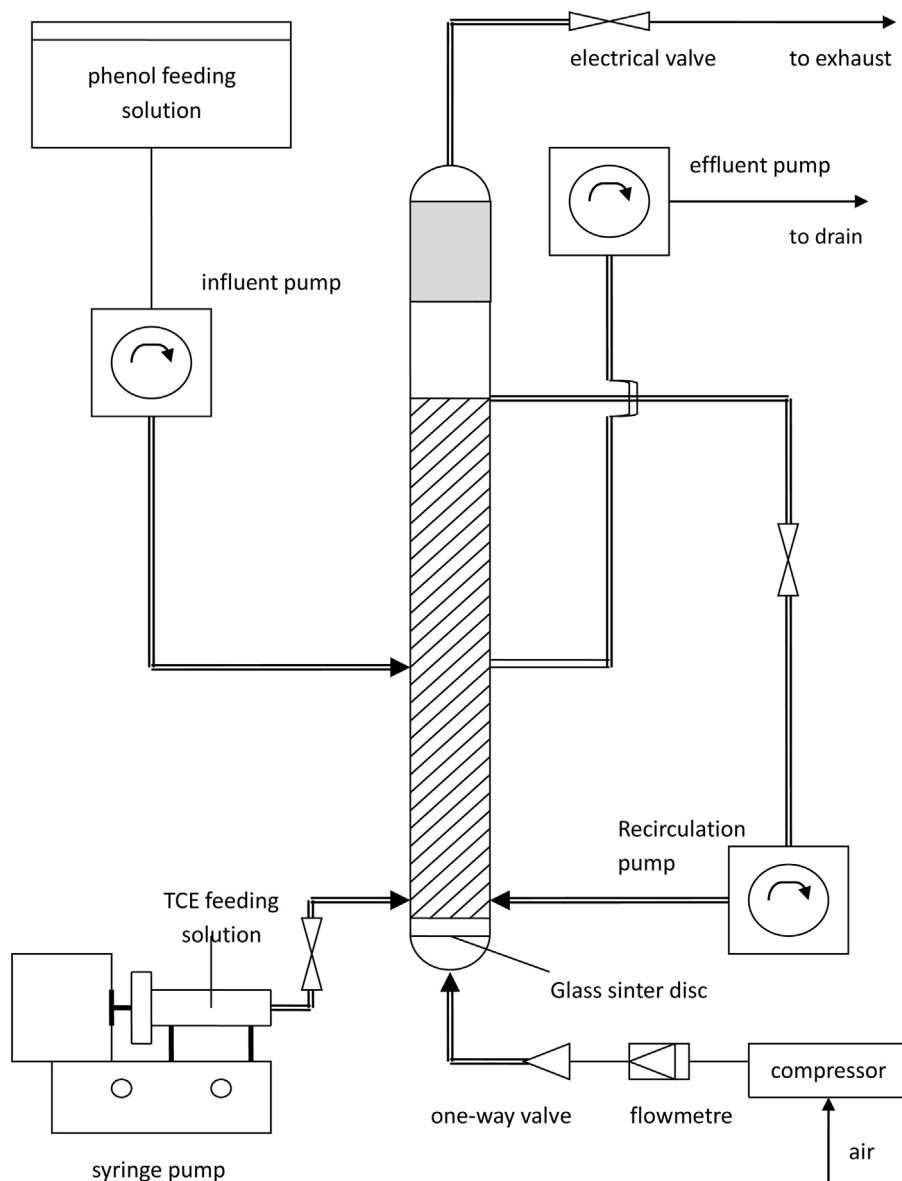 phenol feeding
solution
electrical valve
to exhaust
effluent pump
to drain
influent pump
Recirculation
pump
TCE feeding
solution
Glass sinter disc
compressor
one-way valve
flowmetre
air
syringe pump